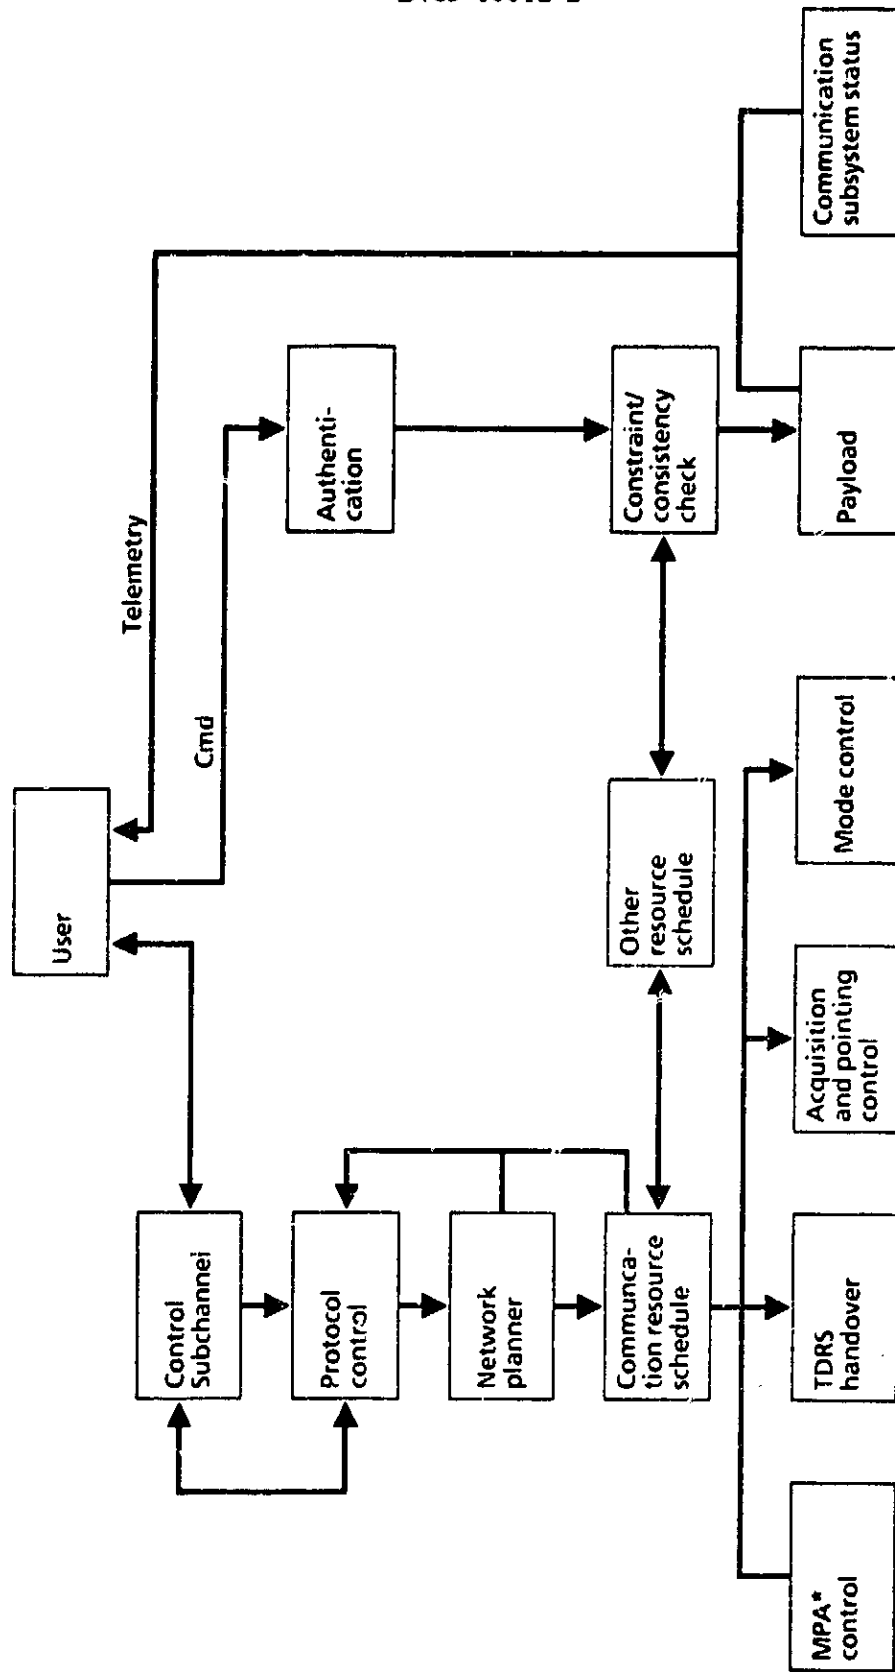 User
Telemetry
Cmd
Control
Subchannel
Protocol
control
Network
planner
Communca-
tion resource
schedule
Other
resource
schedule
Authenti-
cation
Constraint/
consistency
check
MPA*
control
TDRS
handover
Acquisition
and pointing
control
Mode control
Payload
Communication
subsystem status